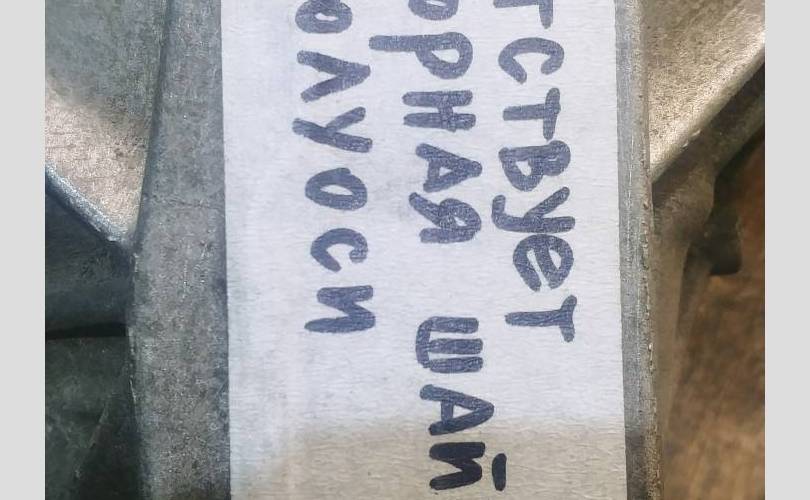 тствует
орная шай
олуоси